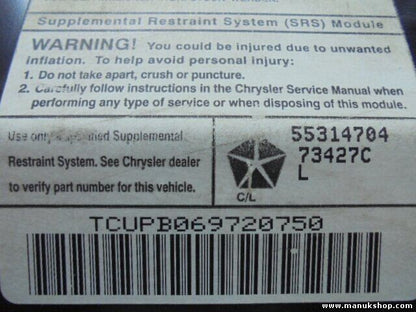 Supplemental Restraint System (SRS) Module
WARNING! You could be injured due to unwanted
inflation. To help avoid personal injury:
1. Do not take apart, crush or puncture.
2. Carefully follow instructions in the Chrysler Service Manual when
performing any type of service or when disposing of this module.
Use only Supplemental
Restraint System. See Chrysler dealer
to verify part number for this vehicle.
C/L
55314704
73427C
L
TCUPB069720750
www.manukshop.com